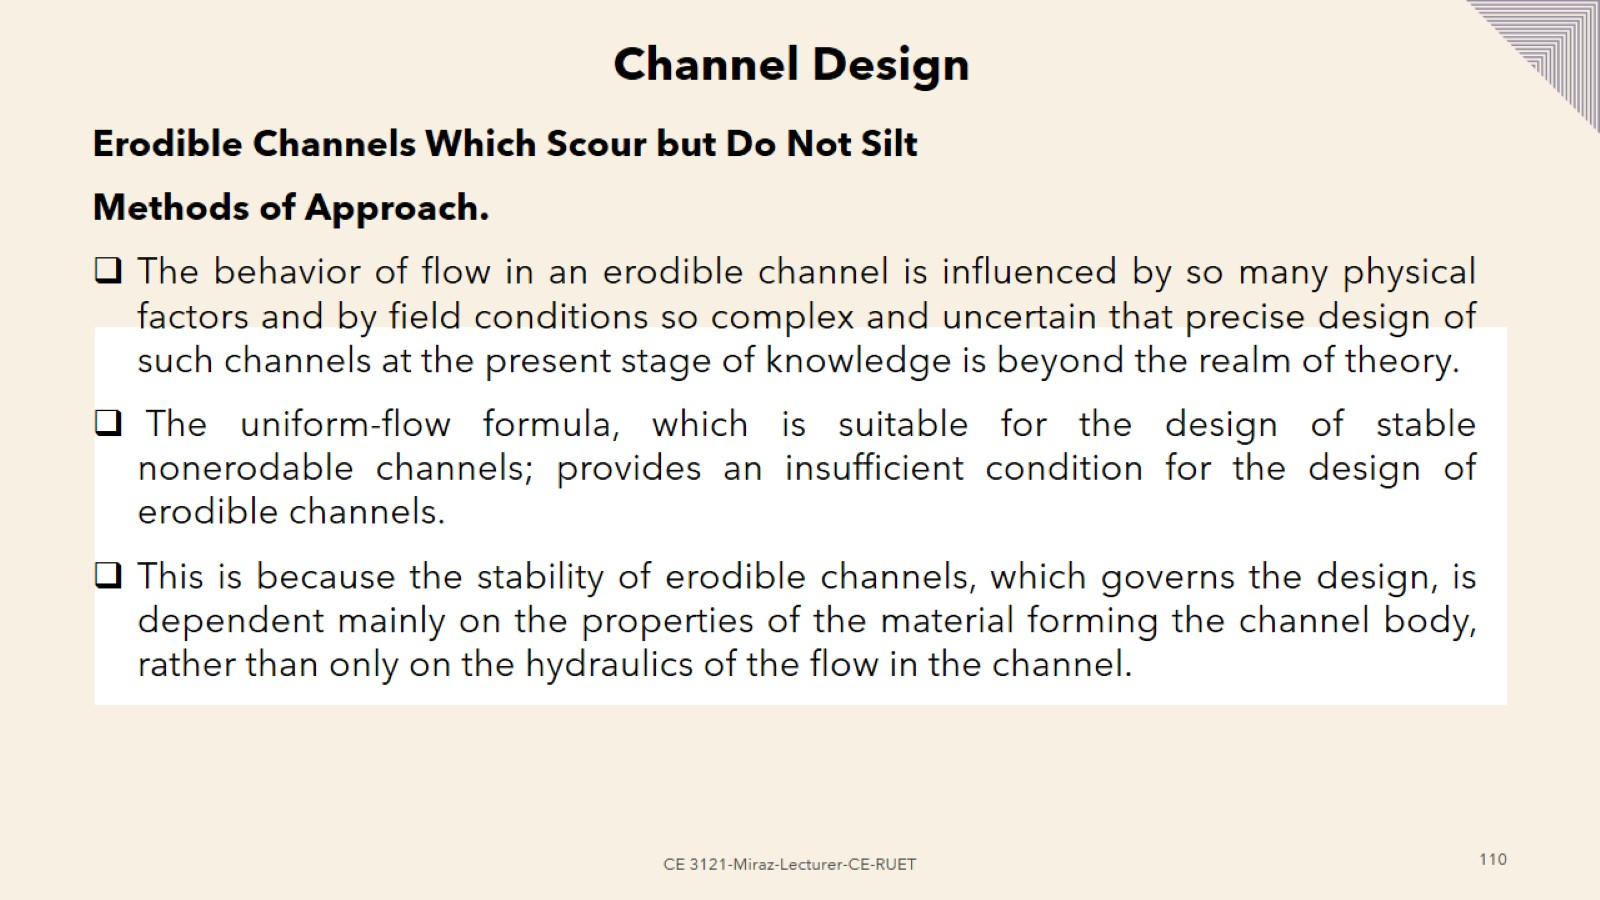 Channel Design
Erodible Channels Which Scour but Do Not Silt
Methods of Approach.
❑ The behavior of flow in an erodible channel is influenced by so many physical
factors and by field conditions so complex and uncertain that precise design of
such channels at the present stage of knowledge is beyond the realm of theory.
❑ The uniform-flow formula, which is suitable for the design of stable
nonerodable channels; provides an insufficient condition for the design of
erodible channels.
❑ This is because the stability of erodible channels, which governs the design, is
dependent mainly on the properties of the material forming the channel body,
rather than only on the hydraulics of the flow in the channel.
CE 3121-Miraz-Lecturer-CE-RUET
110